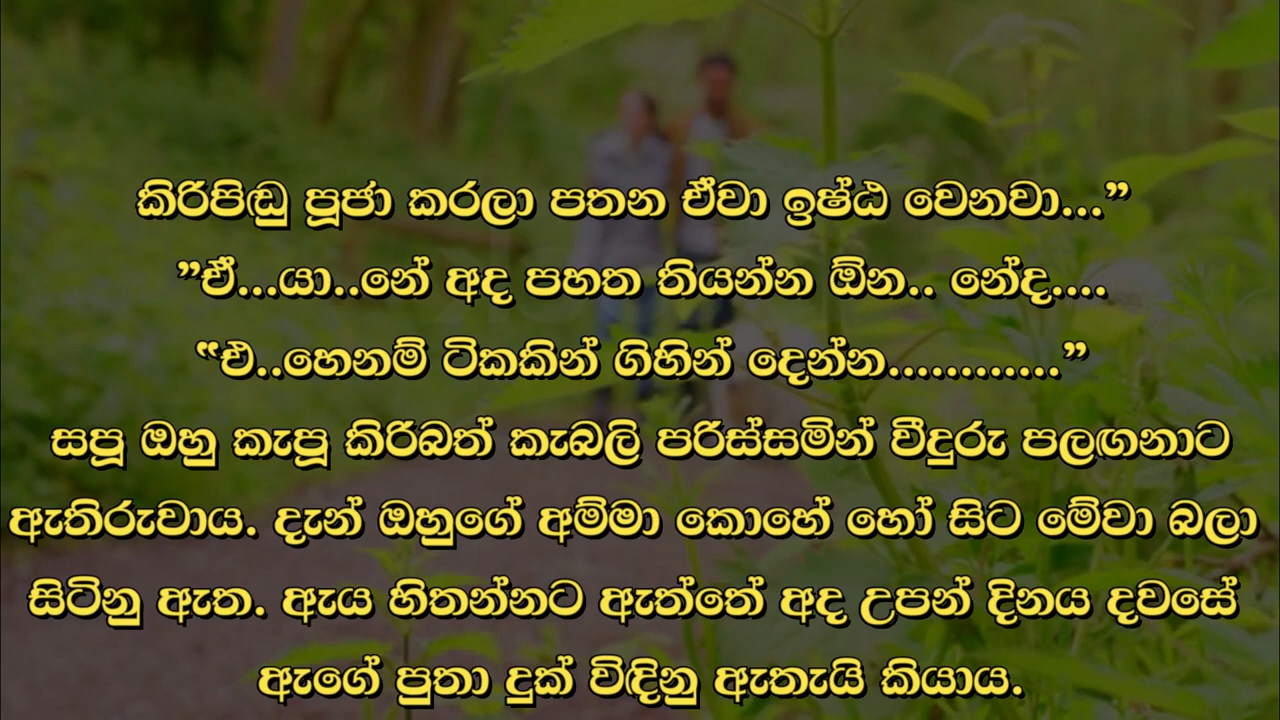 කිරිපිඬු පූජා කරලා පතන ඒවා ඉෂ්ඨ වෙනවා...”
”ඒ...යා..නේ අද පහත තියන්න ඕන.. නේද....
“එ..හෙනම් ටිකකින් ගිහින් දෙන්න............”
සපූ ඔහු කැපූ කිරිබත් කැබලි පරිස්සමින් වීදුරු පලඟනාට
ඇතිරුවාය. දැන් ඔහුගේ අම්මා කොහේ හෝ සිට මේවා බලා
සිටිනු ඇත. ඇය හිතන්නට ඇත්තේ අද උපන් දිනය දවසේ
ඇගේ පුතා දුක් විඳිනු ඇතැයි කියාය.